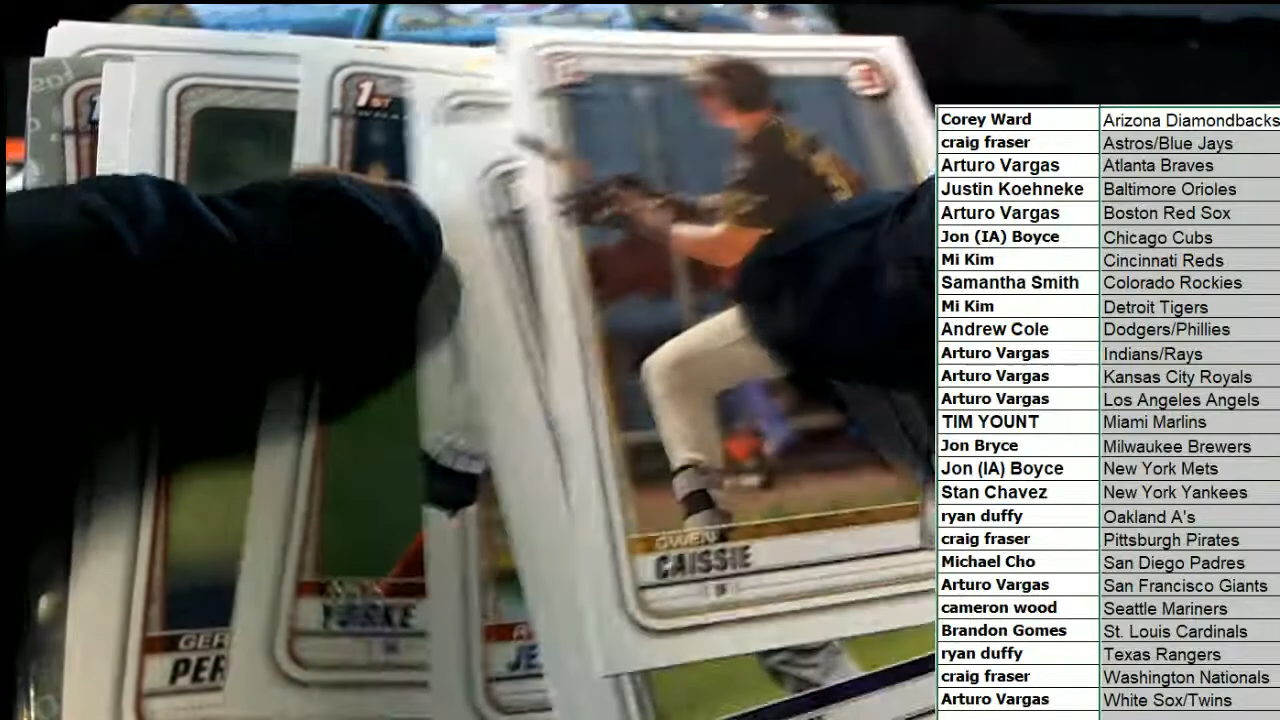 1ST
OWEN
CAISSIE
YORKE
GER
PER
JE
Corey Ward Arizona Diamondbacks
craig fraser Astros/Blue Jays
Arturo Vargas Atlanta Braves
Justin Koehneke Baltimore Orioles
Arturo Vargas Boston Red Sox
Jon (IA) Boyce Chicago Cubs
Mi Kim Cincinnati Reds
Samantha Smith Colorado Rockies
Mi Kim Detroit Tigers
Andrew Cole Dodgers/Phillies
Arturo Vargas Indians/Rays
Arturo Vargas Kansas City Royals
Arturo Vargas Los Angeles Angels
TIM YOUNT Miami Marlins
Jon Bryce Milwaukee Brewers
Jon (IA) Boyce New York Mets
Stan Chavez New York Yankees
ryan duffy Oakland A's
craig fraser Pittsburgh Pirates
Michael Cho San Diego Padres
Arturo Vargas San Francisco Giants
cameron wood Seattle Mariners
Brandon Gomes St. Louis Cardinals
ryan duffy Texas Rangers
craig fraser Washington Nationals
Arturo Vargas White Sox/Twins